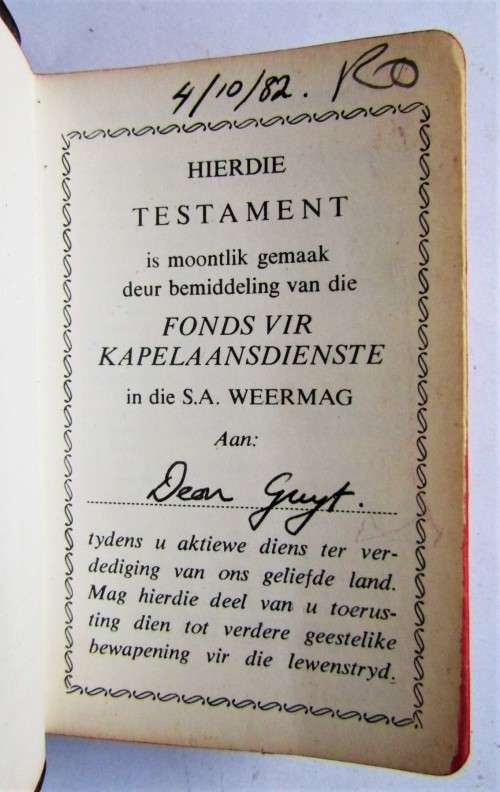 4/10/82. RO
HIERDIE
TESTAMENT
is moontlik gemaak
deur bemiddeling van die
FONDS VIR
KAPELAANSDIENSTE
in die S.A. WEERMAG
Aan:
Deon Gruyt.
tydens u aktiewe diens ter ver-
dediging van ons geliefde land.
Mag hierdie deel van u toerus-
ting dien tot verdere geestelike
bewapening vir die lewenstryd.